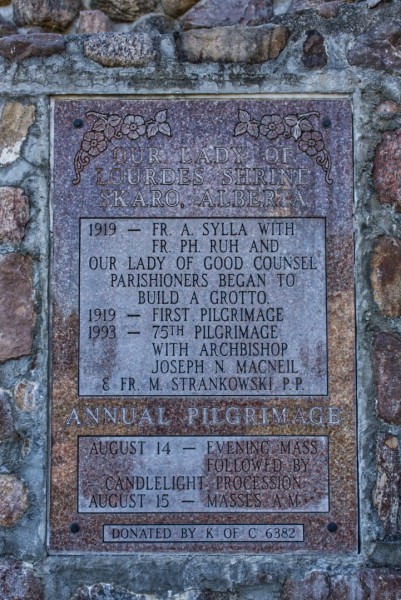 OUR LADY OF
LOURDES SHRINE
SKARO, ALBERTA
1919 — FR. A. SYLLA WITH
FR. PH. RUH AND
OUR LADY OF GOOD COUNSEL
PARISHIONERS BEGAN TO
BUILD A GROTTO.
1919 — FIRST PILGRIMAGE
1993 — 75TH PILGRIMAGE
WITH ARCHBISHOP
JOSEPH N. MACNEIL
& FR. M. STRANKOWSKI P.P.
ANNUAL PILGRIMAGE
AUGUST 14 — EVENING MASS
FOLLOWED BY
CANDLELIGHT PROCESSION
AUGUST 15 — MASSES A.M.
DONATED BY K OF C 6382